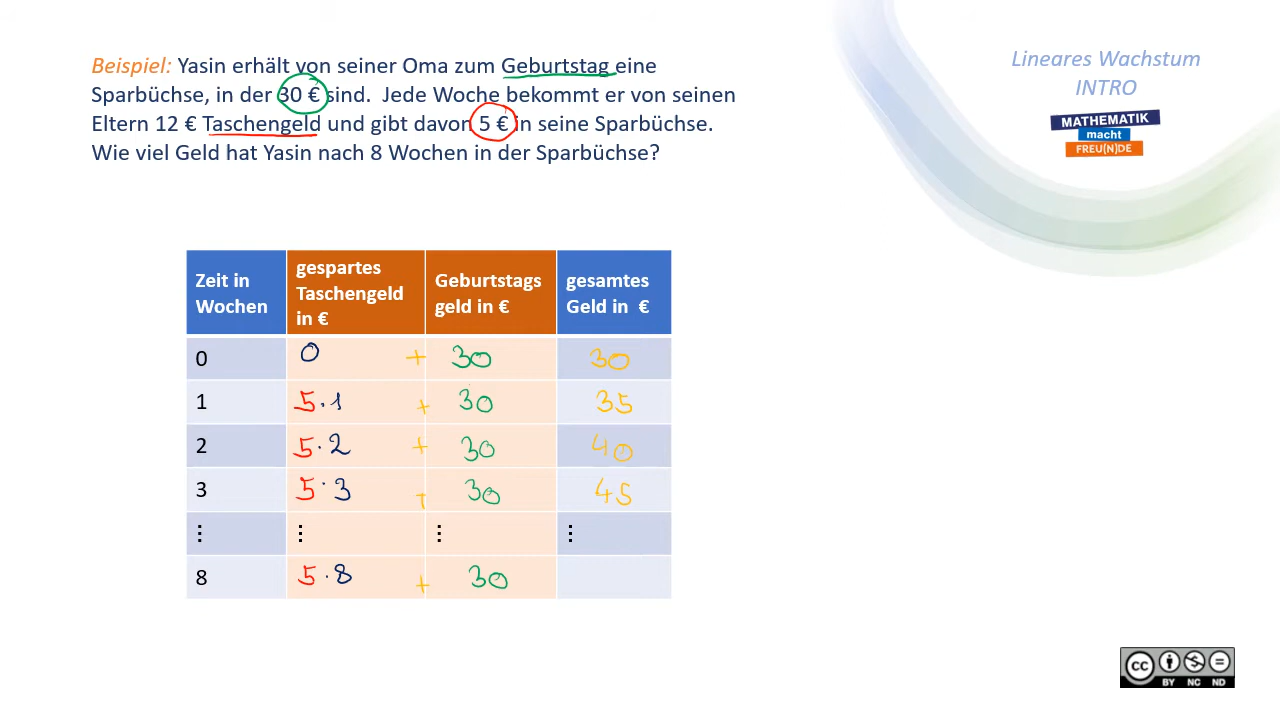 Beispiel: Yasin erhält von seiner Oma zum Geburtstag eine
Sparbüchse, in der 30 € sind. Jede Woche bekommt er von seinen
Eltern 12 € Taschengeld und gibt davon 5 € in seine Sparbüchse.
Wie viel Geld hat Yasin nach 8 Wochen in der Sparbüchse?
Lineares Wachstum
INTRO
MATHEMATIK
macht
FREU(N)DE
Zeit in
Wochen
gespartes
Taschengeld
in €
Geburtstags
geld in €
gesamtes
Geld in €
0 0 + 30 30
1 5·1 + 30 35
2 5·2 + 30 40
3 5·3 + 30 45
⋮ ⋮ ⋮ ⋮
8 5·8 + 30
cc
BY NC ND